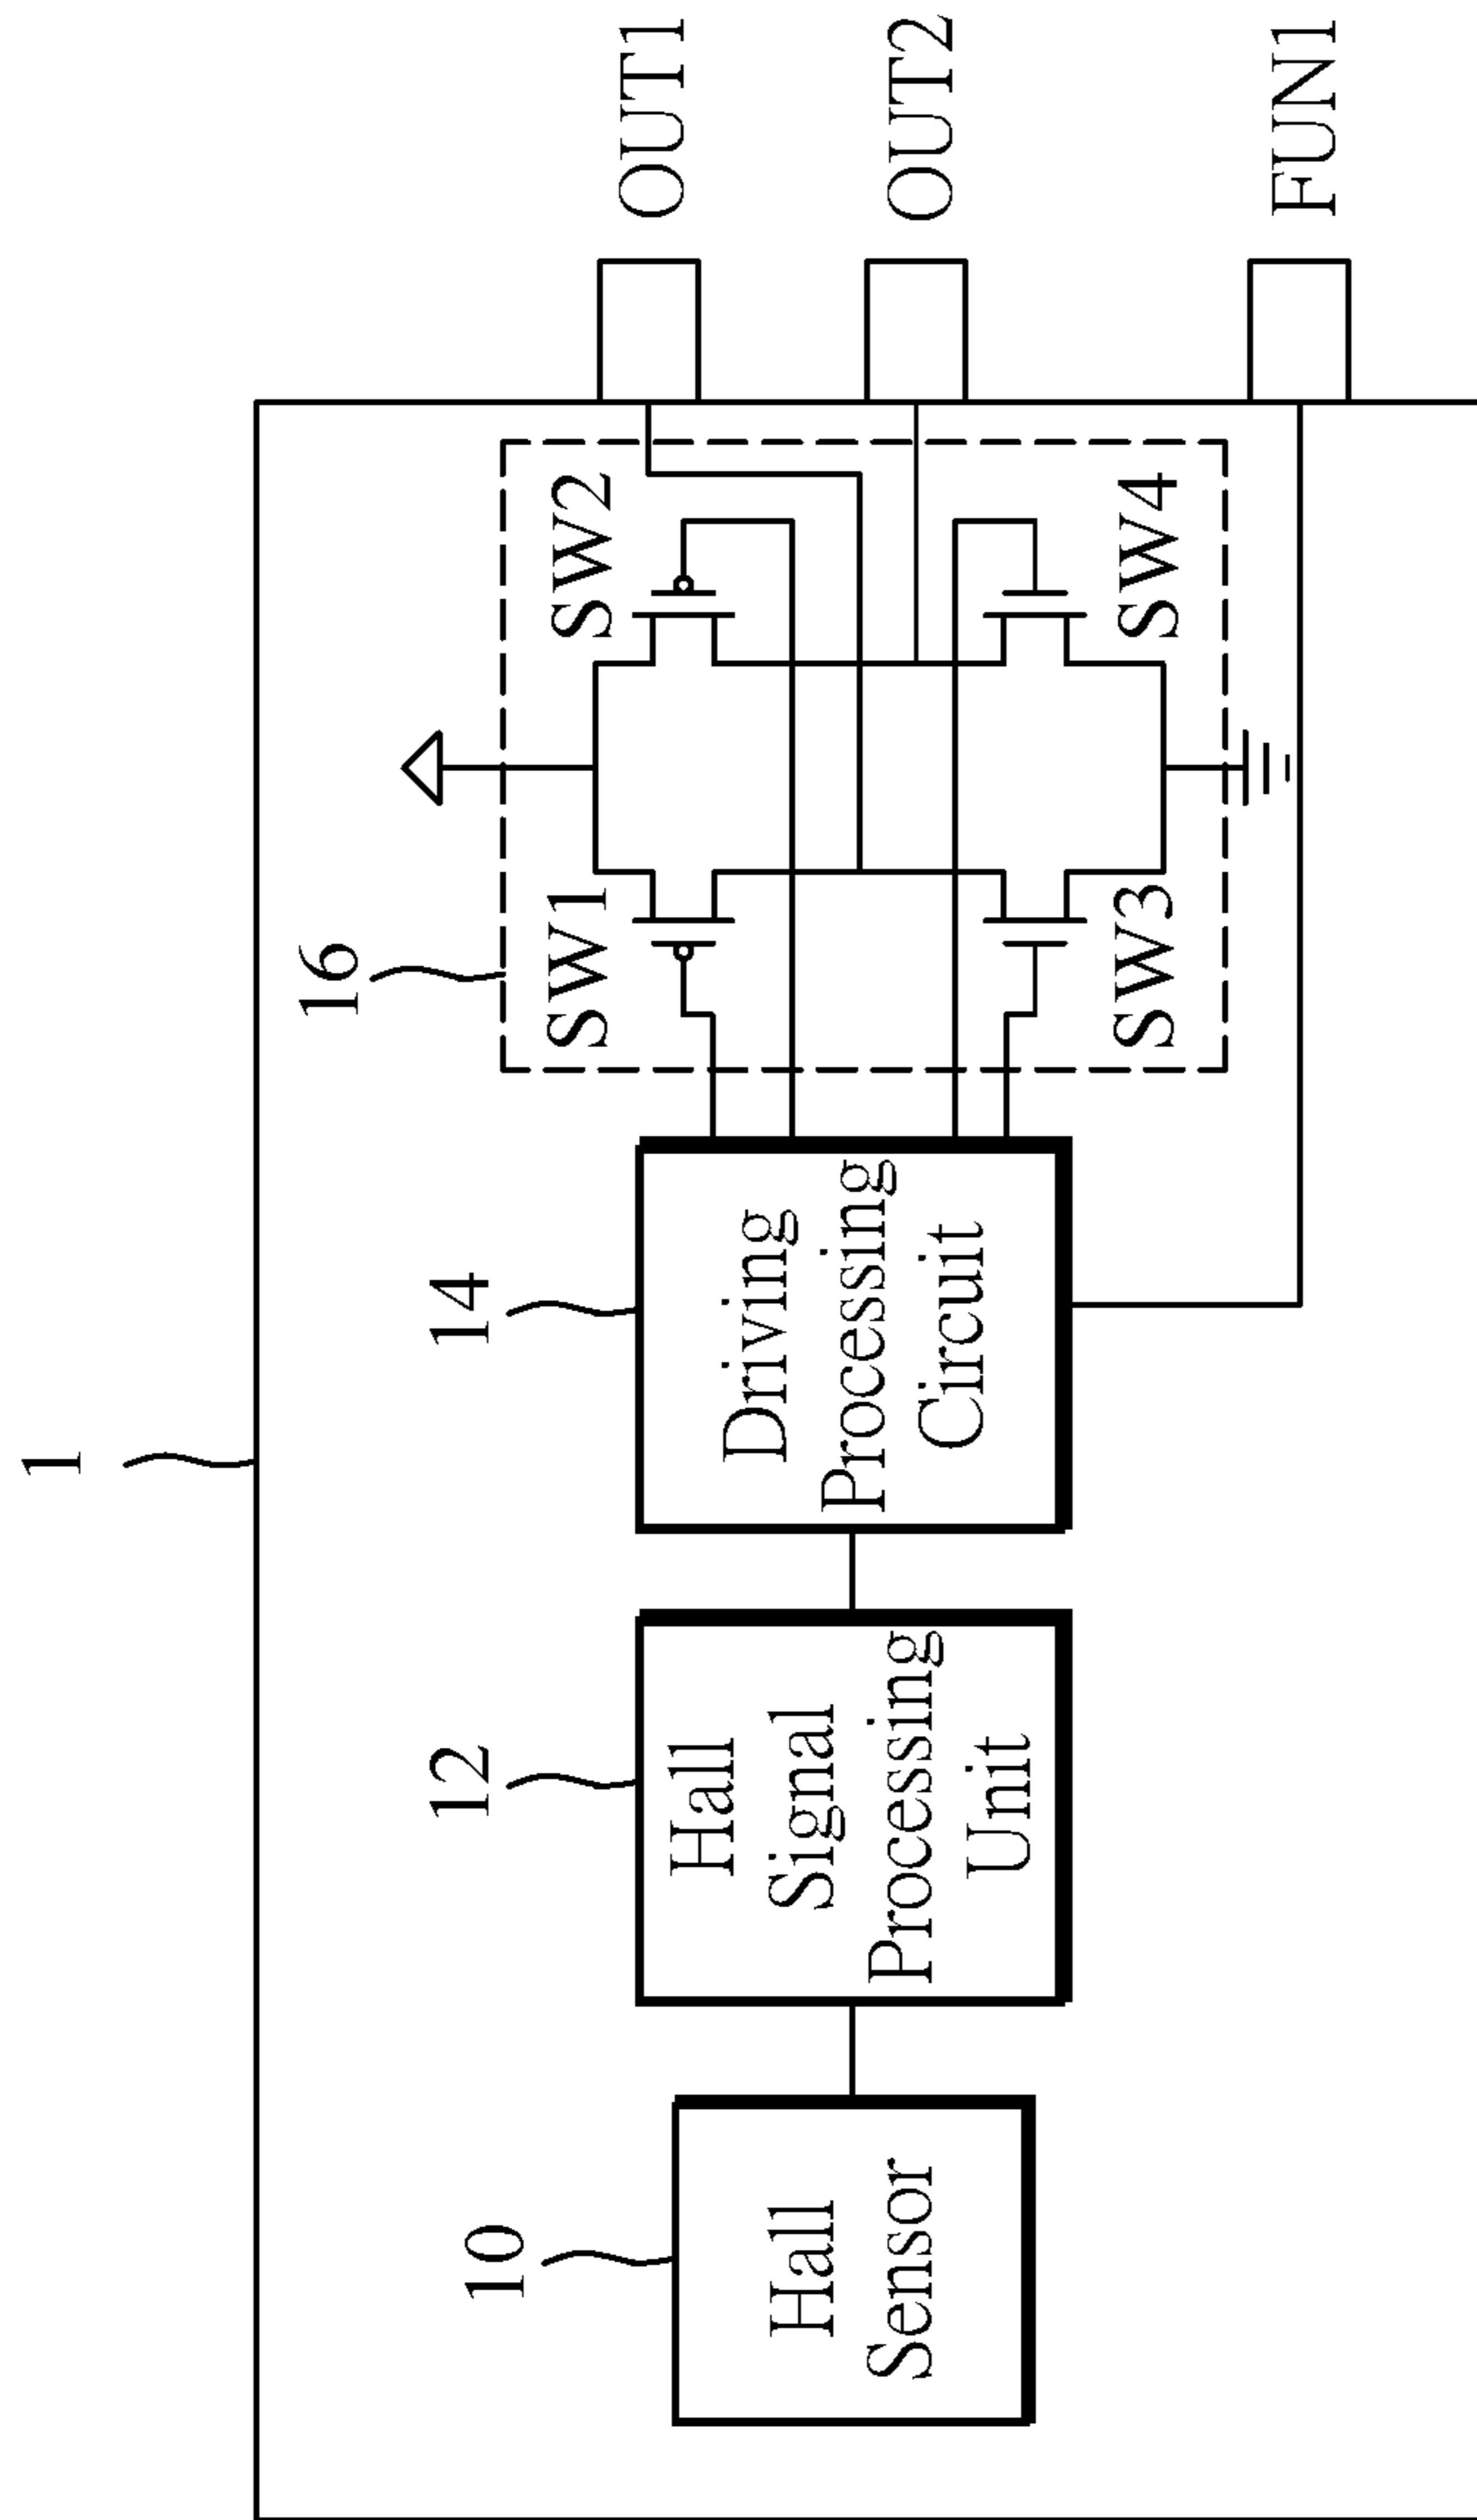 1
10
Hall
Sensor
12
Hall
Signal
Processing
Unit
14
Driving
Processing
Circuit
16
SW1
SW2
SW3
SW4
OUT1
OUT2
FUN1